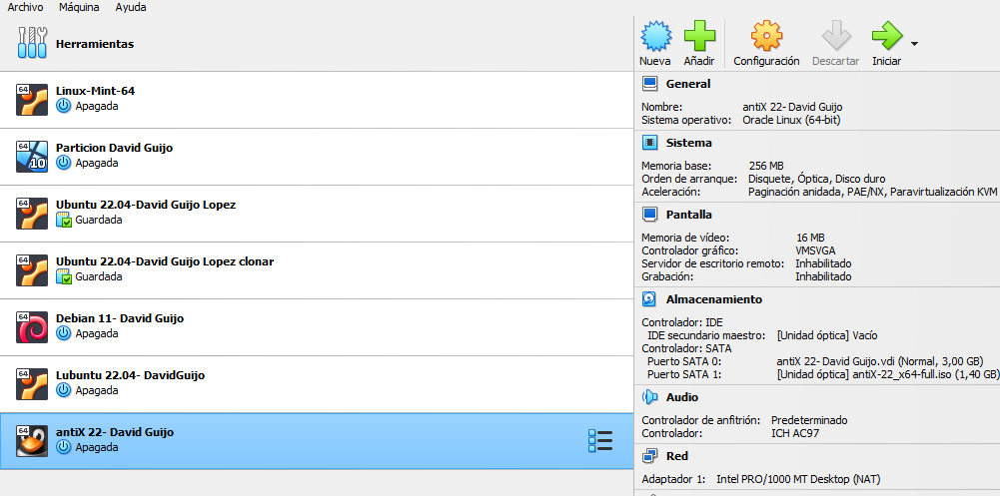 Archivo Máquina Ayuda
Herramientas
64 Linux-Mint-64
Apagada
64 10 Particion David Guijo
Apagada
64 Ubuntu 22.04-David Guijo Lopez
Guardada
64 Ubuntu 22.04-David Guijo Lopez clonar
Guardada
64 Debian 11- David Guijo
Apagada
64 Lubuntu 22.04- DavidGuijo
Apagada
64 antiX 22- David Guijo
Apagada
Nueva Añadir Configuración Descartar Iniciar
General
Nombre: antiX 22- David Guijo
Sistema operativo: Oracle Linux (64-bit)
Sistema
Memoria base: 256 MB
Orden de arranque: Disquete, Óptica, Disco duro
Aceleración: Paginación anidada, PAE/NX, Paravirtualización KVM
Pantalla
Memoria de vídeo: 16 MB
Controlador gráfico: VMSVGA
Servidor de escritorio remoto: Inhabilitado
Grabación: Inhabilitado
Almacenamiento
Controlador: IDE
IDE secundario maestro: [Unidad óptica] Vacío
Controlador: SATA
Puerto SATA 0: antiX 22- David Guijo.vdi (Normal, 3,00 GB)
Puerto SATA 1: [Unidad óptica] antiX-22_x64-full.iso (1,40 GB)
Audio
Controlador de anfitrión: Predeterminado
Controlador: ICH AC97
Red
Adaptador 1: Intel PRO/1000 MT Desktop (NAT)